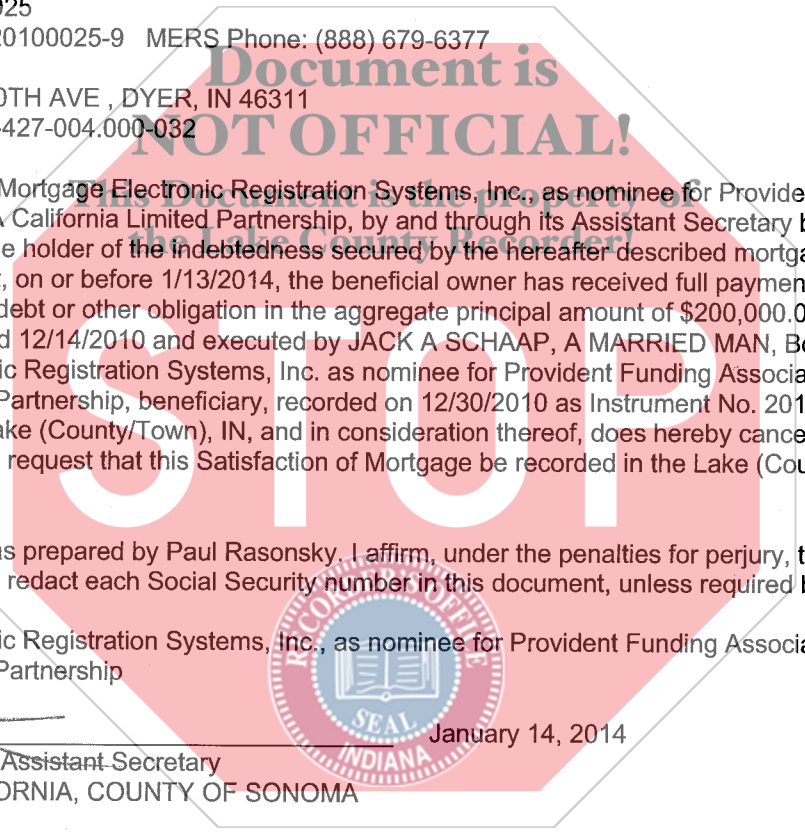 025
20100025-9 MERS Phone: (888) 679-6377
Document is
0TH AVE , DYER, IN 46311
NOT OFFICIAL!
-427-004.000-032
Mortgage Electronic Registration Systems, Inc., as nominee for Provide
This Document is the property of
A California Limited Partnership, by and through its Assistant Secretary b
the Lake County Recorder!
e holder of the indebtedness secured by the hereafter described mortga
, on or before 1/13/2014, the beneficial owner has received full paymen
debt or other obligation in the aggregate principal amount of $200,000.0
d 12/14/2010 and executed by JACK A SCHAAP, A MARRIED MAN, Bo
ic Registration Systems, Inc. as nominee for Provident Funding Associa
Partnership, beneficiary, recorded on 12/30/2010 as Instrument No. 201
ake (County/Town), IN, and in consideration thereof, does hereby cance
request that this Satisfaction of Mortgage be recorded in the Lake (Cou
STOP
s prepared by Paul Rasonsky, I affirm, under the penalties for perjury, t
redact each Social Security number in this document, unless required b
RECORDER'S OFFICE
ic Registration Systems, Inc., as nominee for Provident Funding Associa
Partnership
SEAL
January 14, 2014
INDIANA
Assistant Secretary
ORNIA, COUNTY OF SONOMA